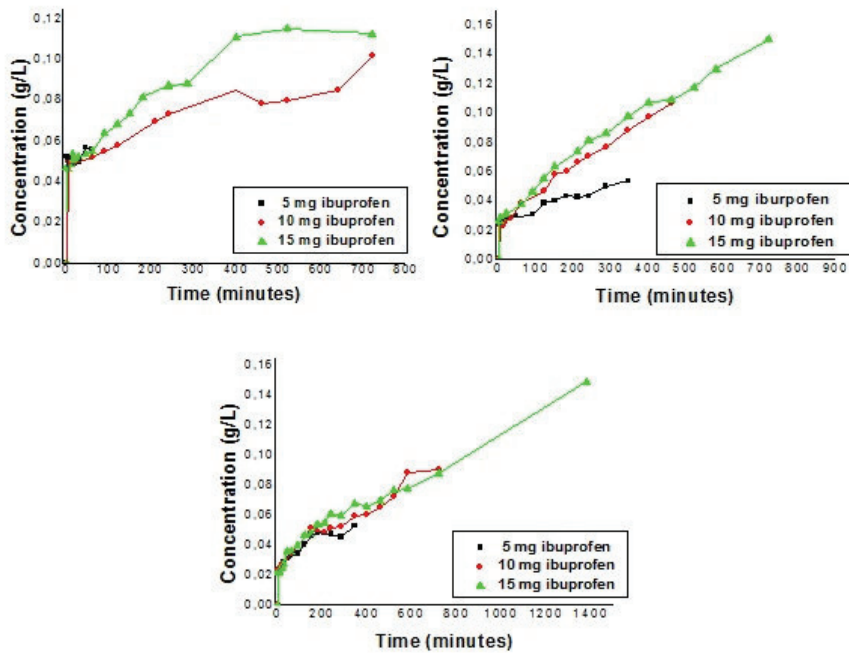 Concentration (g/L)
0,12
0,10
0,08
0,06
0,04
0,02
0,00
5 mg ibuprofen
10 mg ibuprofen
15 mg ibuprofen
0 100 200 300 400 500 600 700 800
Time (minutes)
Concentration (g/L)
0,16
0,14
0,12
0,10
0,08
0,06
0,04
0,02
0,00
5 mg iburpofen
10 mg ibuprofen
15 mg ibuprofen
0 100 200 300 400 500 600 700 800 900
Time (minutes)
Concentration (g/L)
0,16
0,14
0,12
0,10
0,08
0,06
0,04
0,02
0,00
5 mg ibuprofen
10 mg ibuprofen
15 mg ibuprofen
0 200 400 600 800 1000 1200 1400
Time (minutes)